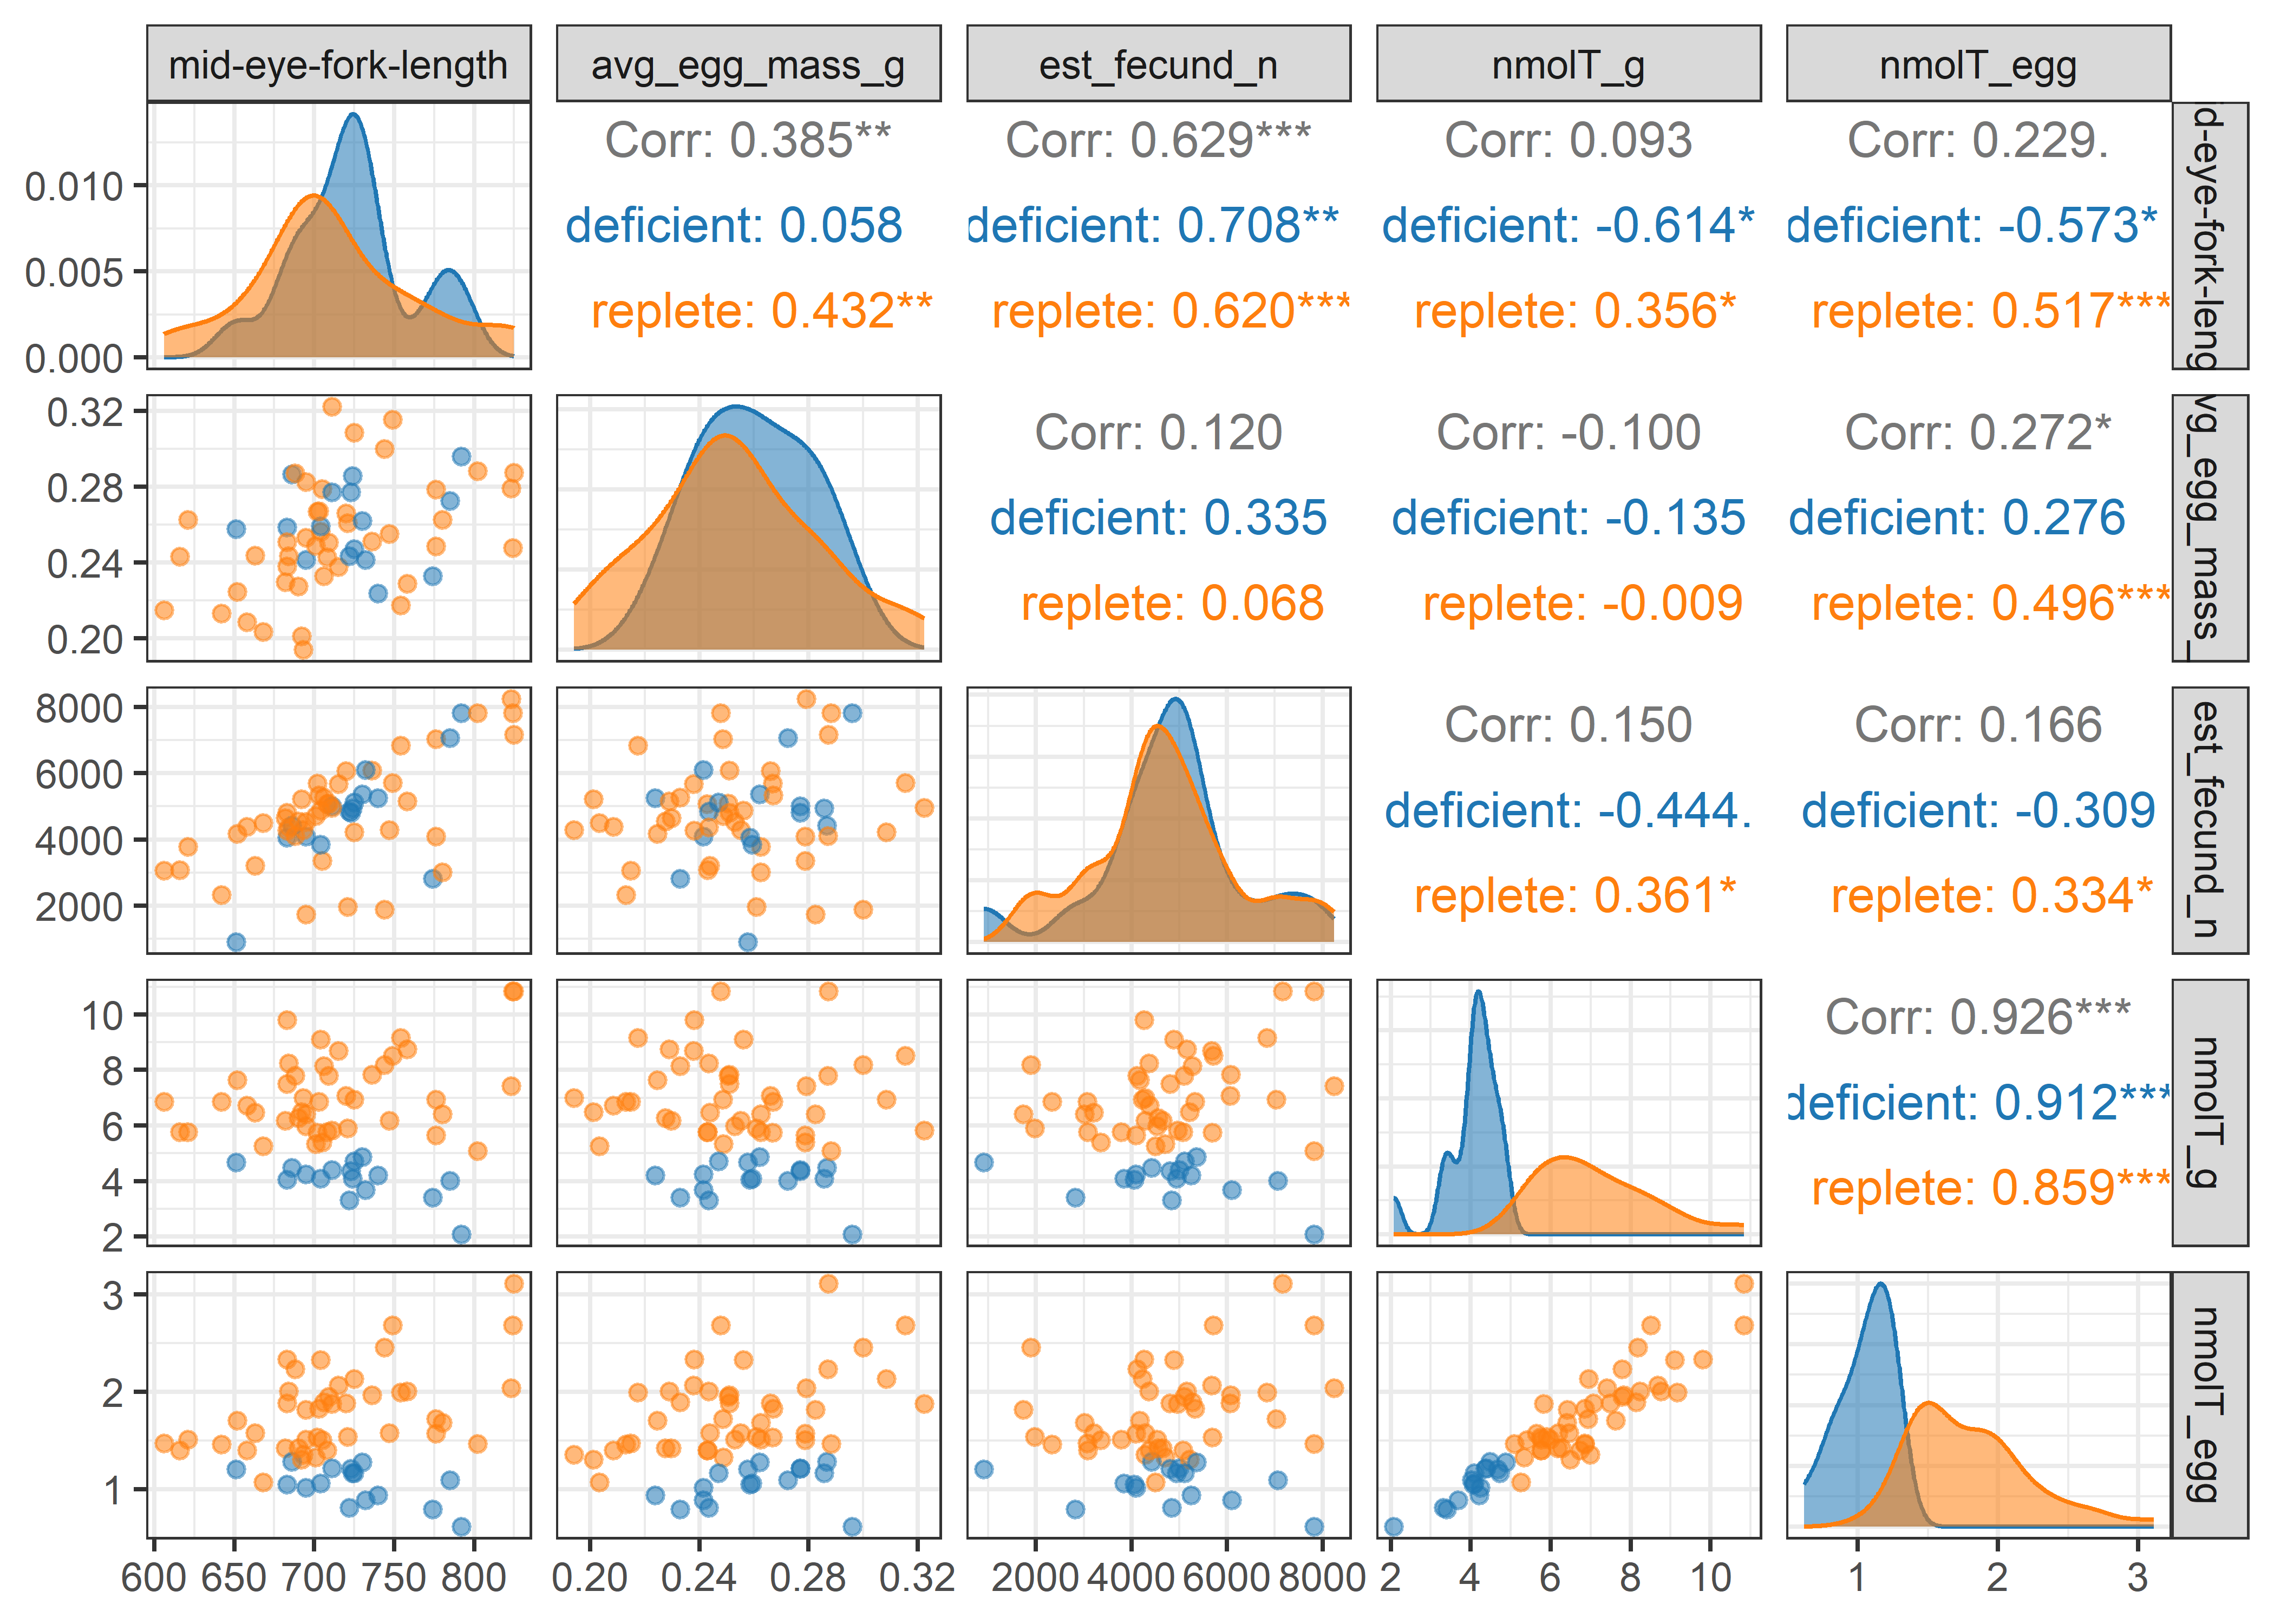 mid-eye-fork-length avg_egg_mass_g est_fecund_n nmolT_g nmolT_egg
Corr: 0.385** Corr: 0.629*** Corr: 0.093 Corr: 0.229.
0.010
deficient: 0.058 deficient: 0.708** deficient: -0.614* deficient: -0.573*
0.005
replete: 0.432** replete: 0.620*** replete: 0.356* replete: 0.517***
0.000
id-eye-fork-leng
0.32
Corr: 0.120 Corr: -0.100 Corr: 0.272*
0.28
deficient: 0.335 deficient: -0.135 deficient: 0.276
0.24
replete: 0.068 replete: -0.009 replete: 0.496***
0.20
vg_egg_mass_
8000
Corr: 0.150 Corr: 0.166
6000
deficient: -0.444. deficient: -0.309
4000
replete: 0.361* replete: 0.334*
2000
est_fecund_n
10
Corr: 0.926***
8
deficient: 0.912***
6
4
replete: 0.859***
2
nmolT_g
3
2
1
nmolT_egg
600 650 700 750 800 0.20 0.24 0.28 0.32 2000 4000 6000 8000 2 4 6 8 10 1 2 3